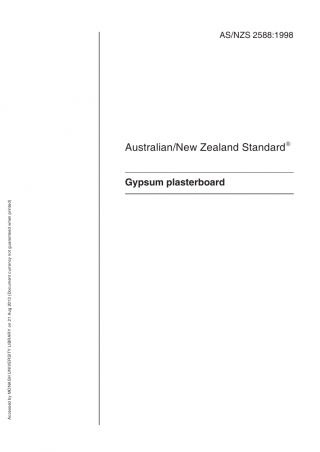 AS/NZS 2588:1998
Australian/New Zealand Standard®
Gypsum plasterboard
Accessed by MONASH UNIVERSITY LIBRARY on 21 Aug 2013 (Document currency not guaranteed when printed)